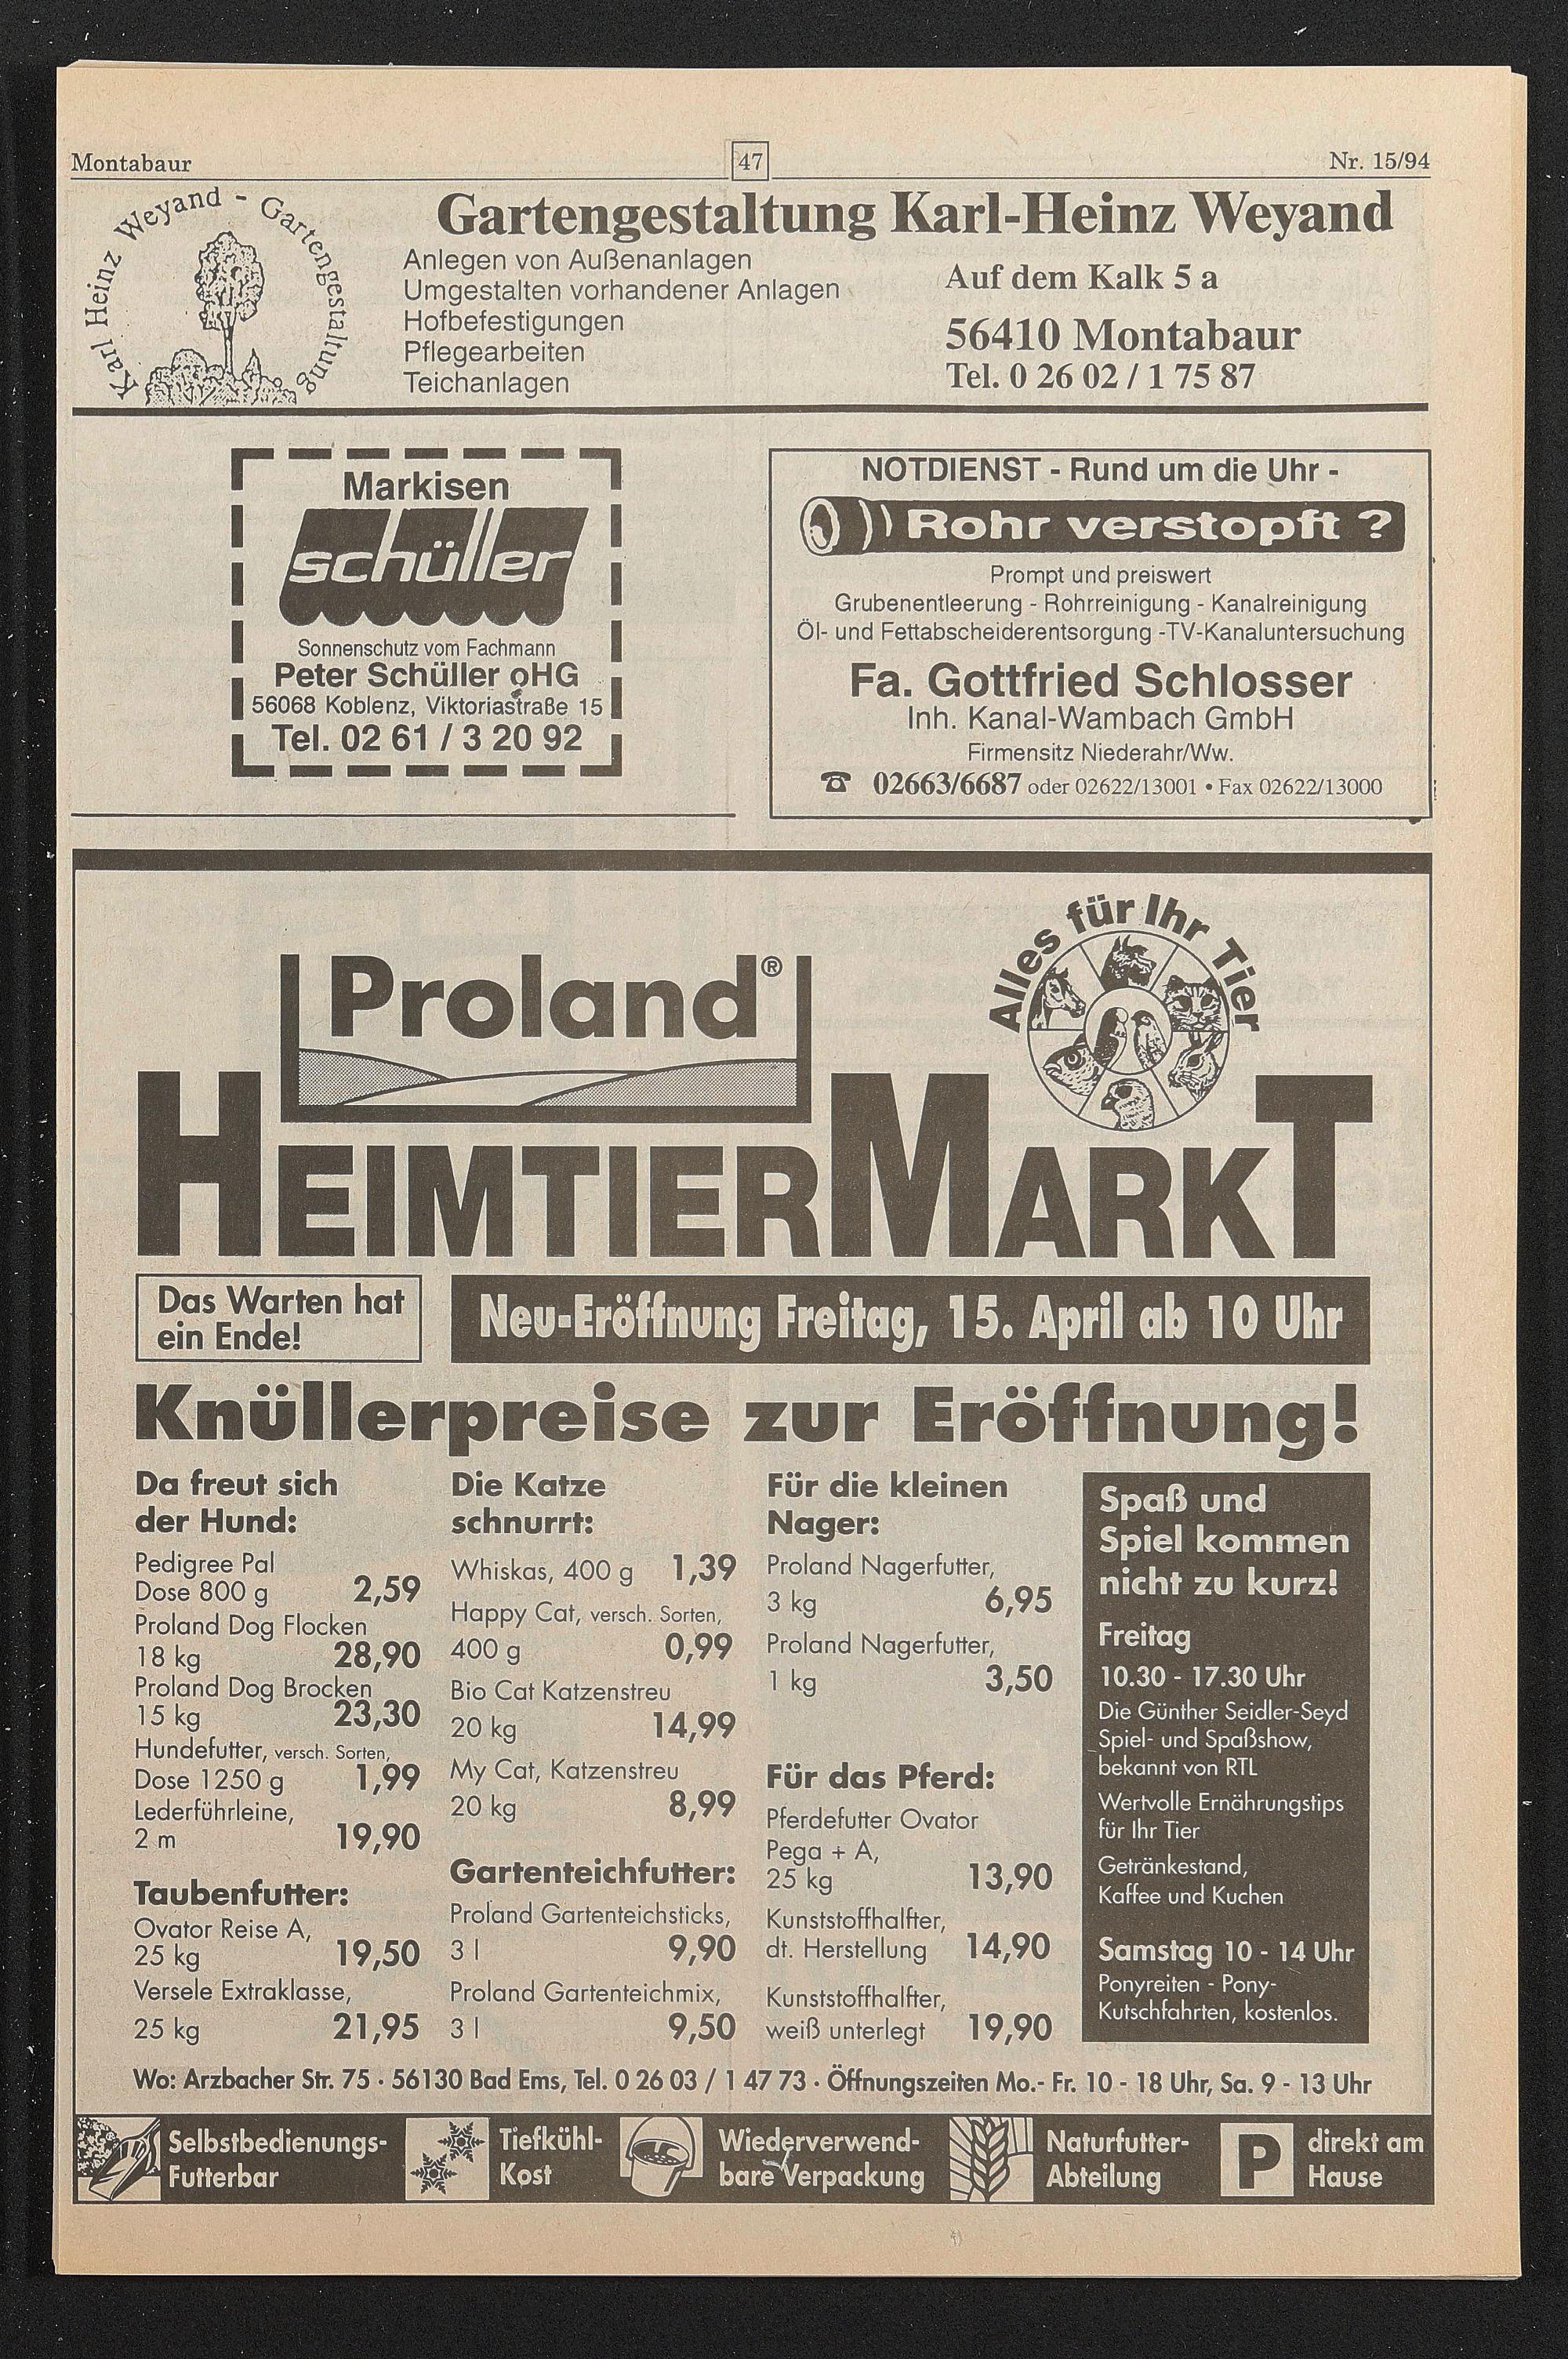 Montabaur
47
Nr. 15/94
Karl Heinz Weyand - Gartengestaltung
Gartengestaltung Karl-Heinz Weyand
Anlegen von Außenanlagen
Umgestalten vorhandener Anlagen
Hofbefestigungen
Pflegearbeiten
Teichanlagen
Auf dem Kalk 5 a
56410 Montabaur
Tel. 0 26 02 / 1 75 87
Markisen
schüller
Sonnenschutz vom Fachmann
Peter Schüller oHG
56068 Koblenz, Viktoriastraße 15
Tel. 02 61 / 3 20 92
NOTDIENST - Rund um die Uhr -
Rohr verstopft ?
Prompt und preiswert
Grubenentleerung - Rohrreinigung - Kanalreinigung
Öl- und Fettabscheiderentsorgung -TV-Kanaluntersuchung
Fa. Gottfried Schlosser
Inh. Kanal-Wambach GmbH
Firmensitz Niederahr/Ww.
☎ 02663/6687 oder 02622/13001 • Fax 02622/13000
Proland®
Alles für Ihr Tier
HEIMTIERMARKT
Das Warten hat
ein Ende!
Neu-Eröffnung Freitag, 15. April ab 10 Uhr
Knüllerpreise zur Eröffnung!
Da freut sich
der Hund:
Pedigree Pal
Dose 800 g 2,59
Proland Dog Flocken
18 kg 28,90
Proland Dog Brocken
15 kg 23,30
Hundefutter, versch. Sorten,
Dose 1250 g 1,99
Lederführleine,
2 m 19,90
Taubenfutter:
Ovator Reise A,
25 kg 19,50
Versele Extraklasse,
25 kg 21,95
Die Katze
schnurrt:
Whiskas, 400 g 1,39
Happy Cat, versch. Sorten,
400 g 0,99
Bio Cat Katzenstreu
20 kg 14,99
My Cat, Katzenstreu
20 kg 8,99
Gartenteichfutter:
Proland Gartenteichsticks,
3 l 9,90
Proland Gartenteichmix,
3 l 9,50
Für die kleinen
Nager:
Proland Nagerfutter,
3 kg 6,95
Proland Nagerfutter,
1 kg 3,50
Für das Pferd:
Pferdefutter Ovator
Pega + A,
25 kg 13,90
Kunststoffhalfter,
dt. Herstellung 14,90
Kunststoffhalfter,
weiß unterlegt 19,90
Spaß und
Spiel kommen
nicht zu kurz!
Freitag
10.30 - 17.30 Uhr
Die Günther Seidler-Seyd
Spiel- und Spaßshow,
bekannt von RTL
Wertvolle Ernährungstips
für Ihr Tier
Getränkestand,
Kaffee und Kuchen
Samstag 10 - 14 Uhr
Ponyreiten - Pony-
Kutschfahrten, kostenlos.
Wo: Arzbacher Str. 75 · 56130 Bad Ems, Tel. 0 26 03 / 1 47 73 · Öffnungszeiten Mo.- Fr. 10 - 18 Uhr, Sa. 9 - 13 Uhr
Selbstbedienungs-
Futterbar
Tiefkühl-
Kost
Wiederverwend-
bare Verpackung
Naturfutter-
Abteilung
P
direkt am
Hause